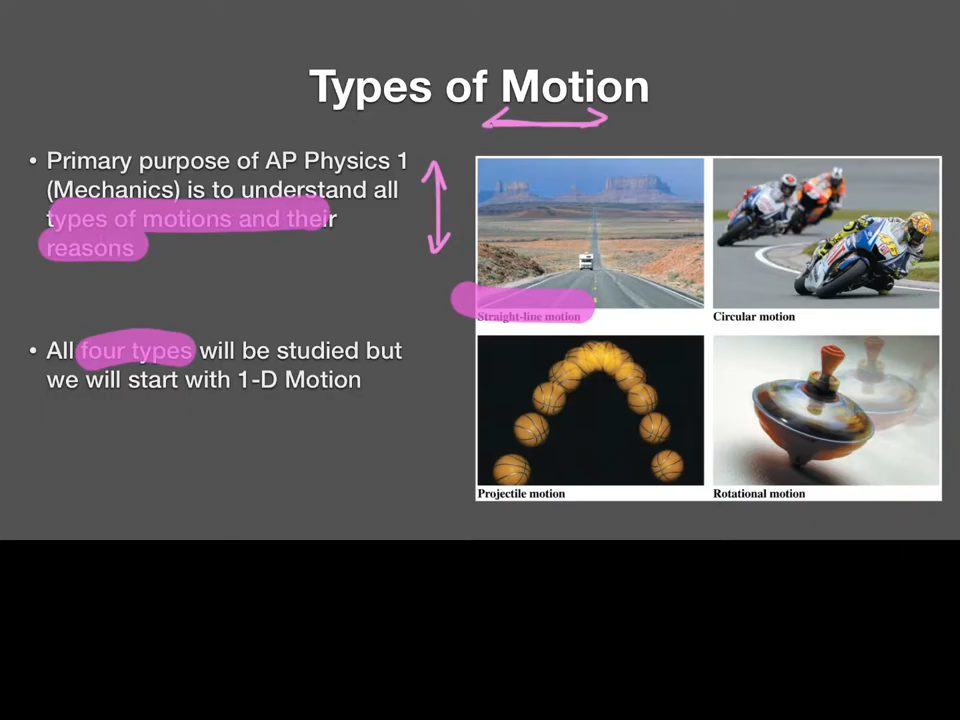 Types of Motion
• Primary purpose of AP Physics 1
(Mechanics) is to understand all
types of motions and their
reasons
• All four types will be studied but
we will start with 1-D Motion
Straight-line motion
Circular motion
Projectile motion
Rotational motion